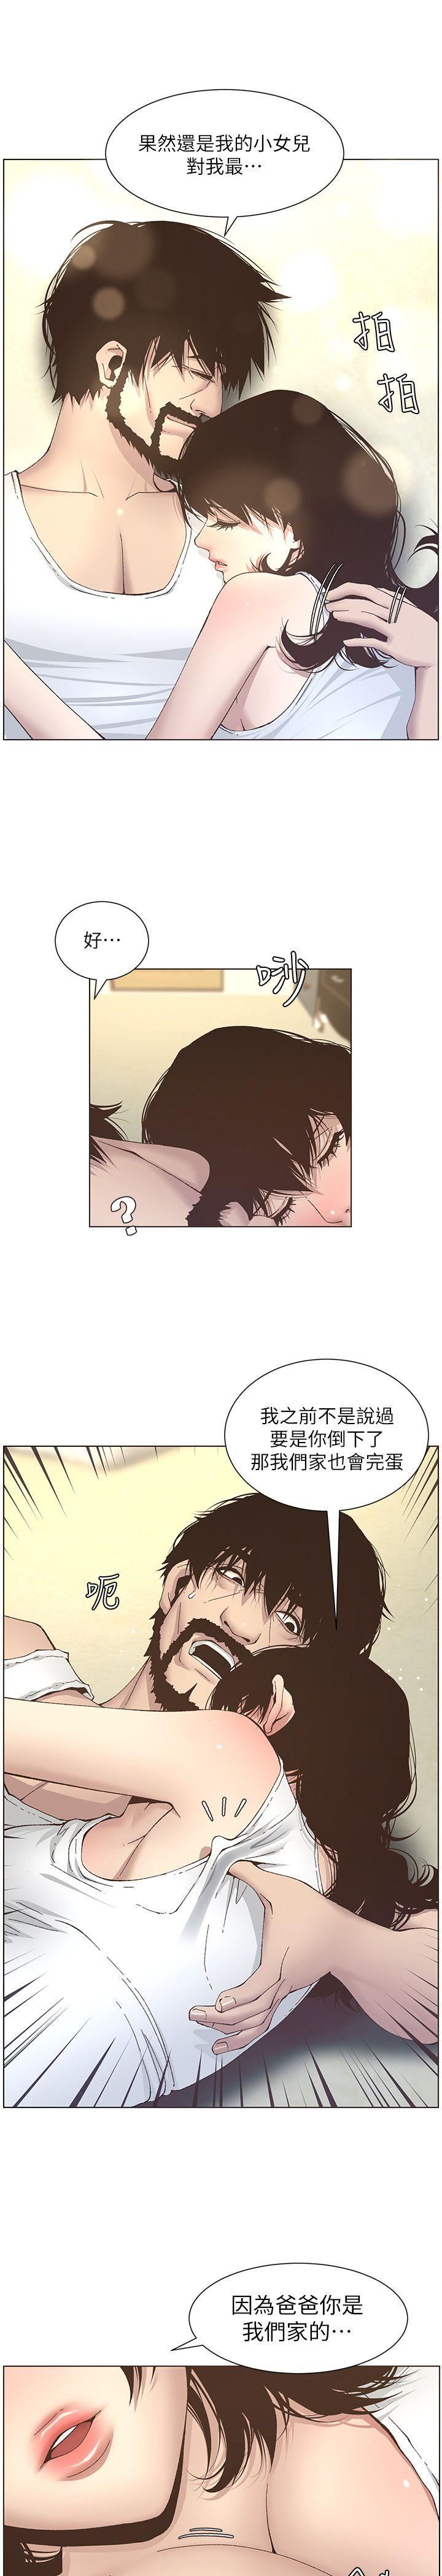 果然還是我的小女兒
對我最…
拍
拍
好…
唦
?
我之前不是說過
要是你倒下了
那我們家也會完蛋
呃
因為爸爸你是
我們家的…